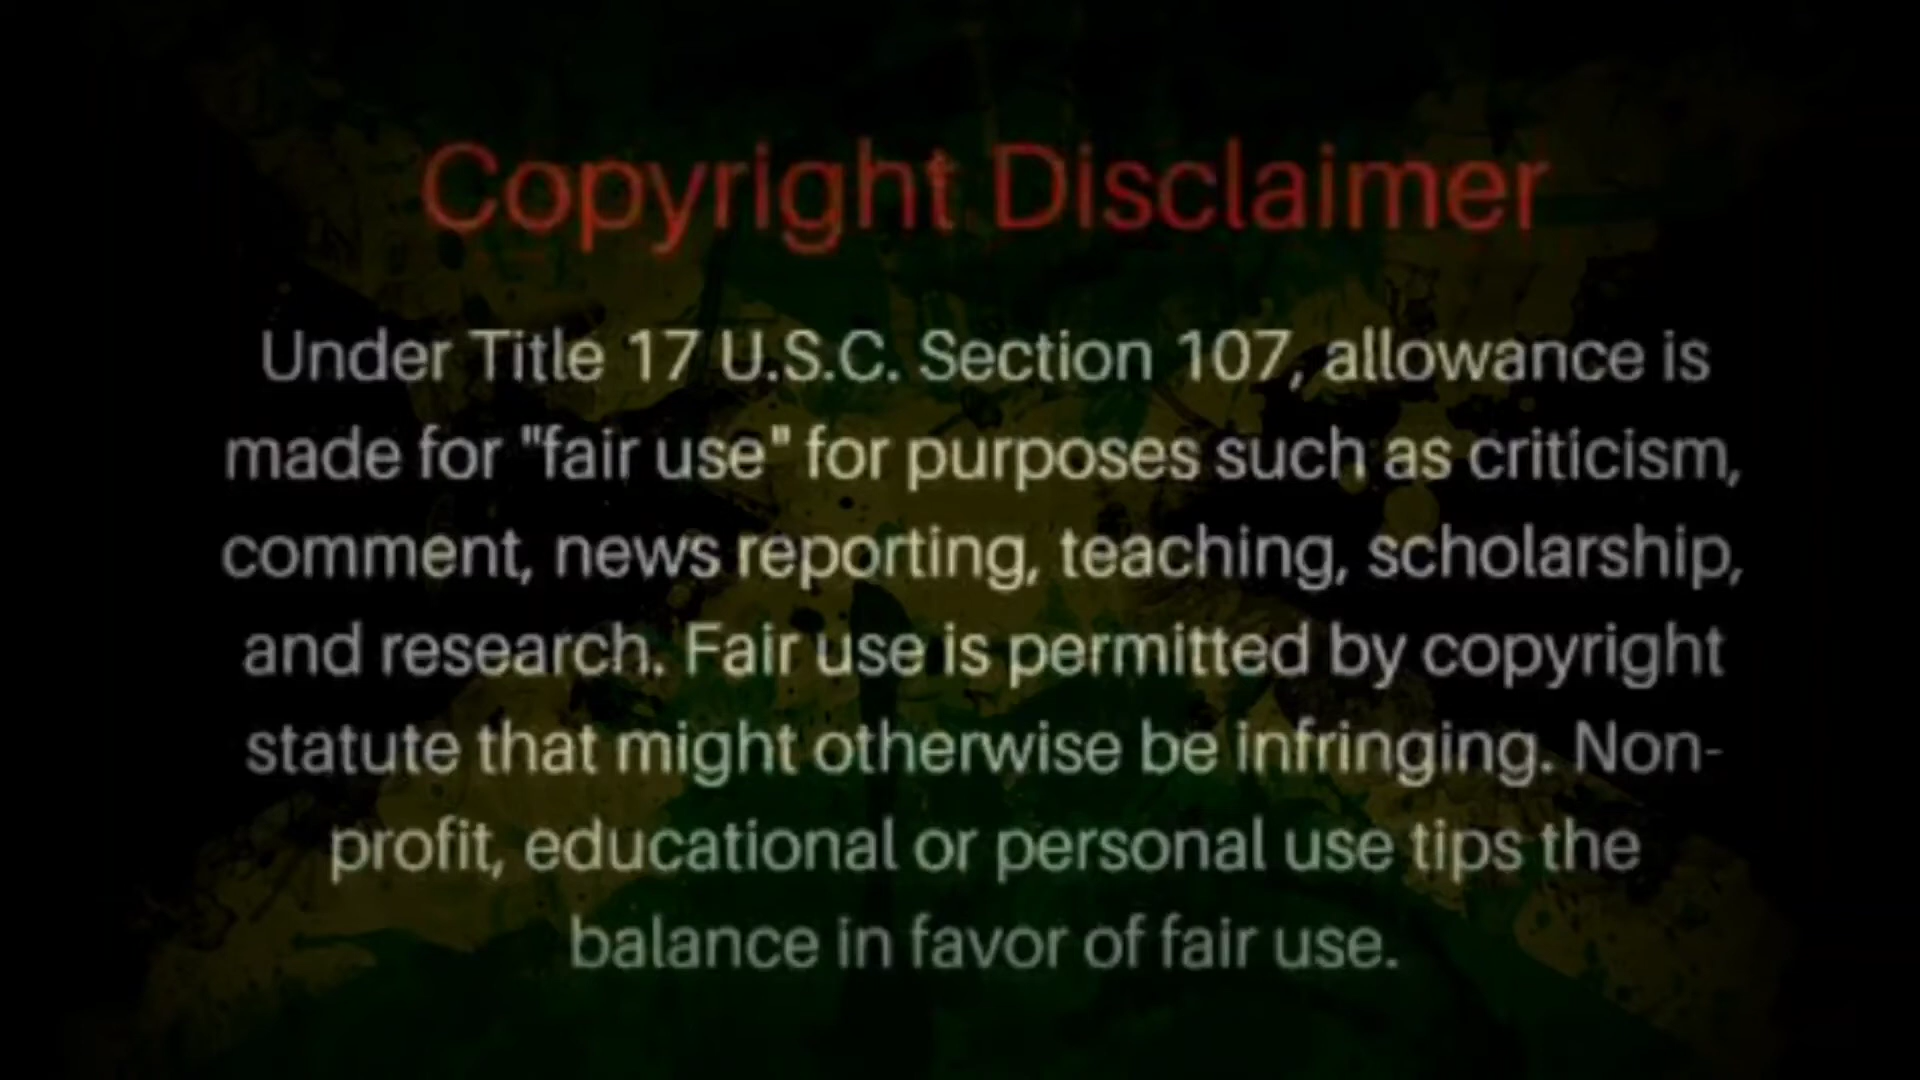 Copyright Disclaimer
Under Title 17 U.S.C. Section 107, allowance is
made for "fair use" for purposes such as criticism,
comment, news reporting, teaching, scholarship,
and research. Fair use is permitted by copyright
statute that might otherwise be infringing. Non-
profit, educational or personal use tips the
balance in favor of fair use.